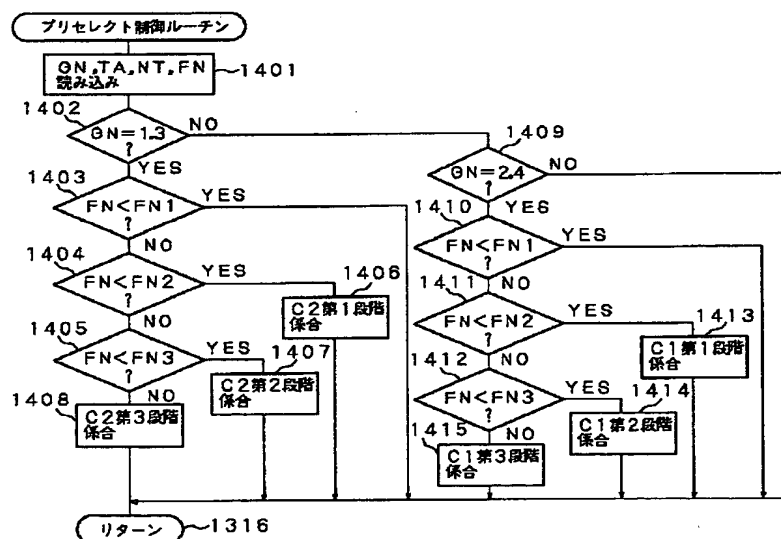 プリセレクト制御ルーチン
GN,TA,NT,FN
読み込み
1401
1402
GN=1.3
?
NO
YES
1403
FN<FN1
?
YES
NO
1404
FN<FN2
?
YES
NO
1406
C2第1段階
係合
1405
FN<FN3
?
YES
NO
1407
C2第2段階
係合
1408
C2第3段階
係合
1409
GN=2.4
?
NO
YES
1410
FN<FN1
?
YES
NO
1411
FN<FN2
?
YES
NO
1413
C1第1段階
係合
1412
FN<FN3
?
YES
NO
1414
C1第2段階
係合
1415
C1第3段階
係合
リターン
1316